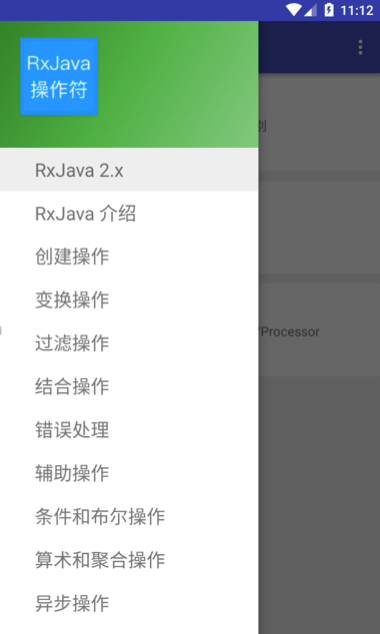 11:12
RxJava
操作符
RxJava 2.x
RxJava 介绍
创建操作
变换操作
过滤操作
结合操作
/Processor
错误处理
辅助操作
条件和布尔操作
算术和聚合操作
异步操作